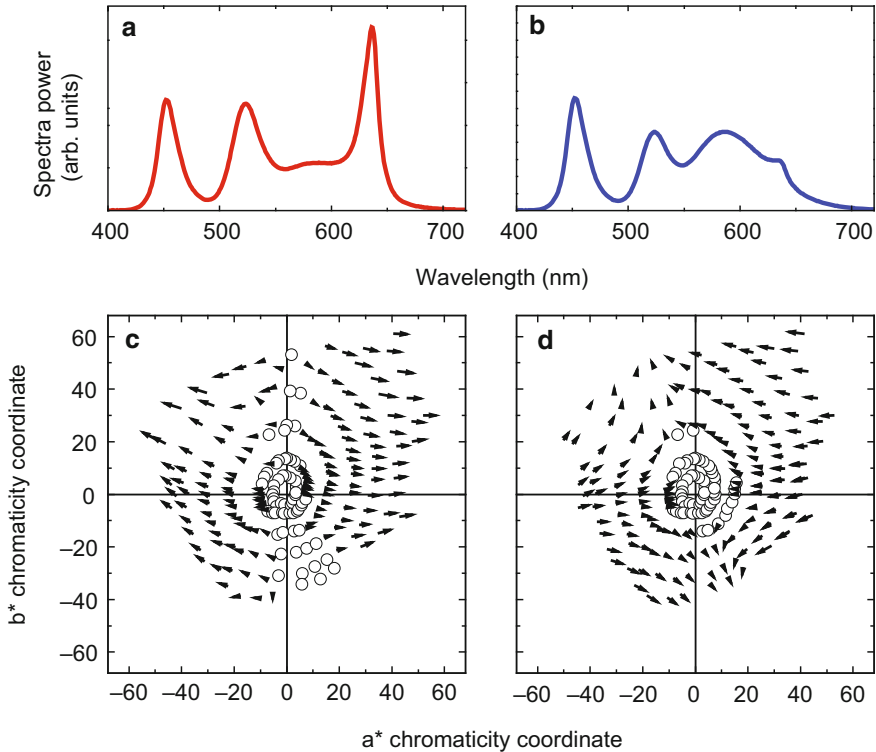 a
b
Spectra power
(arb. units)
400 500 600 700
400 500 600 700
Wavelength (nm)
c
d
60
40
20
0
–20
–40
–60
b* chromaticity coordinate
–60 –40 –20 0 20 40 60
–60 –40 –20 0 20 40 60
a* chromaticity coordinate